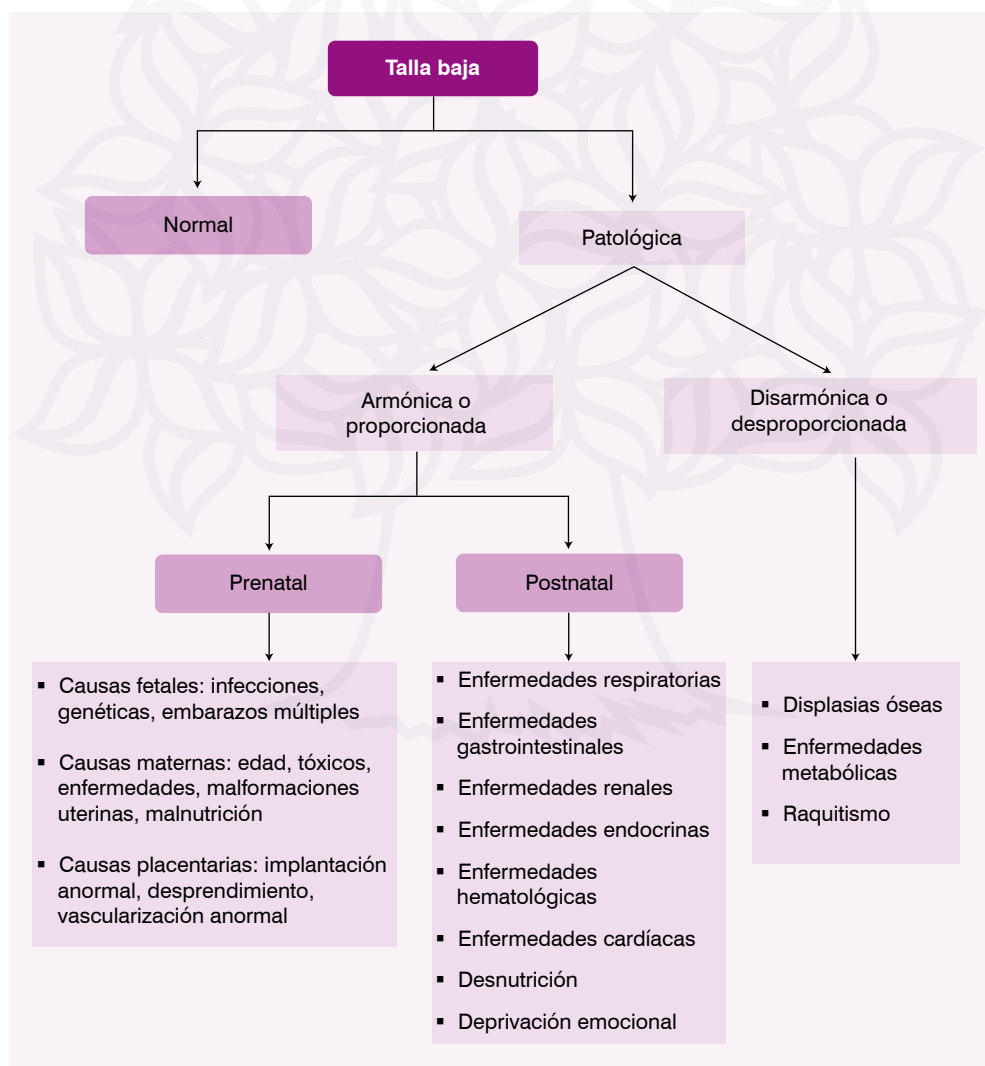 Talla baja
Normal
Patológica
Armónica o
proporcionada
Disarmónica o
desproporcionada
Prenatal
Postnatal
▪ Causas fetales: infecciones,
genéticas, embarazos múltiples
▪ Causas maternas: edad, tóxicos,
enfermedades, malformaciones
uterinas, malnutrición
▪ Causas placentarias: implantación
anormal, desprendimiento,
vascularización anormal
▪ Enfermedades respiratorias
▪ Enfermedades
gastrointestinales
▪ Enfermedades renales
▪ Enfermedades endocrinas
▪ Enfermedades
hematológicas
▪ Enfermedades cardíacas
▪ Desnutrición
▪ Deprivación emocional
▪ Displasias óseas
▪ Enfermedades
metabólicas
▪ Raquitismo